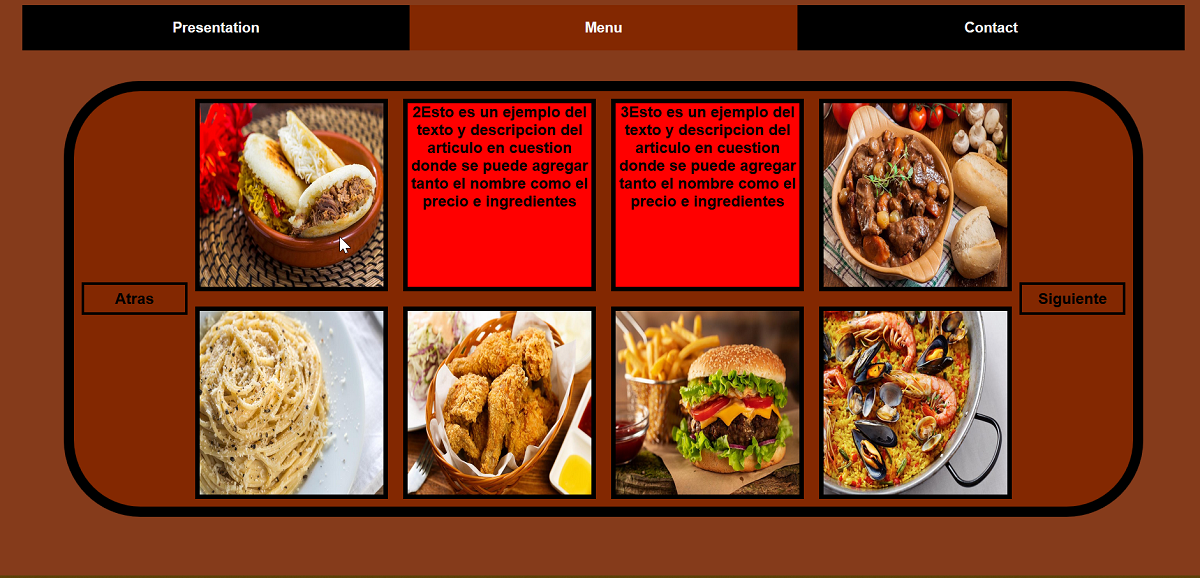 Presentation
Menu
Contact
2Esto es un ejemplo del
texto y descripcion del
articulo en cuestion
donde se puede agregar
tanto el nombre como el
precio e ingredientes
3Esto es un ejemplo del
texto y descripcion del
articulo en cuestion
donde se puede agregar
tanto el nombre como el
precio e ingredientes
Atras
Siguiente